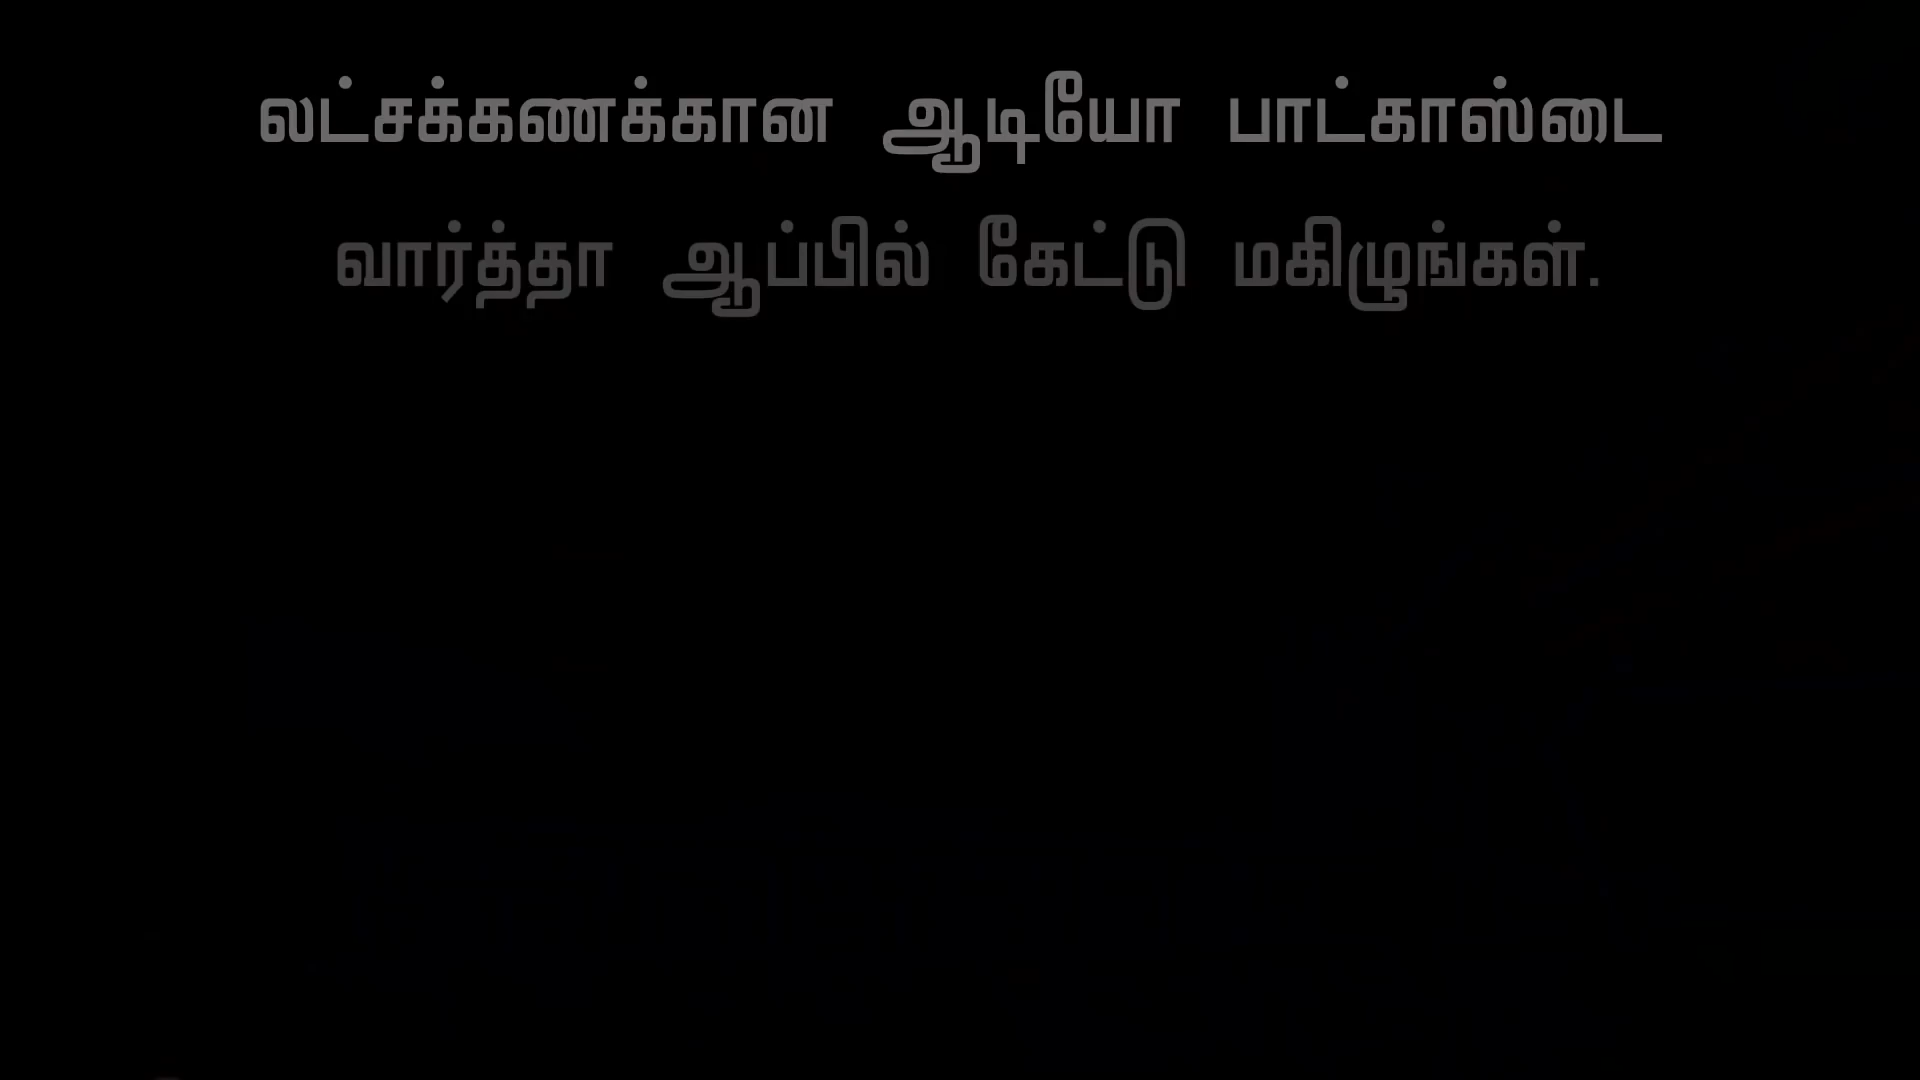 லட்சக்கணக்கான ஆடியோ பாட்காஸ்டை
வார்த்தா ஆப்பில் கேட்டு மகிழுங்கள்.